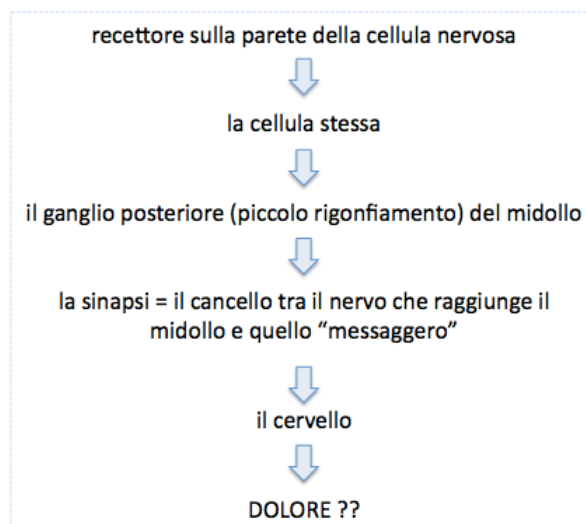 recettore sulla parete della cellula nervosa
la cellula stessa
il ganglio posteriore (piccolo rigonfiamento) del midollo
la sinapsi = il cancello tra il nervo che raggiunge il
midollo e quello “messaggero”
il cervello
DOLORE ??